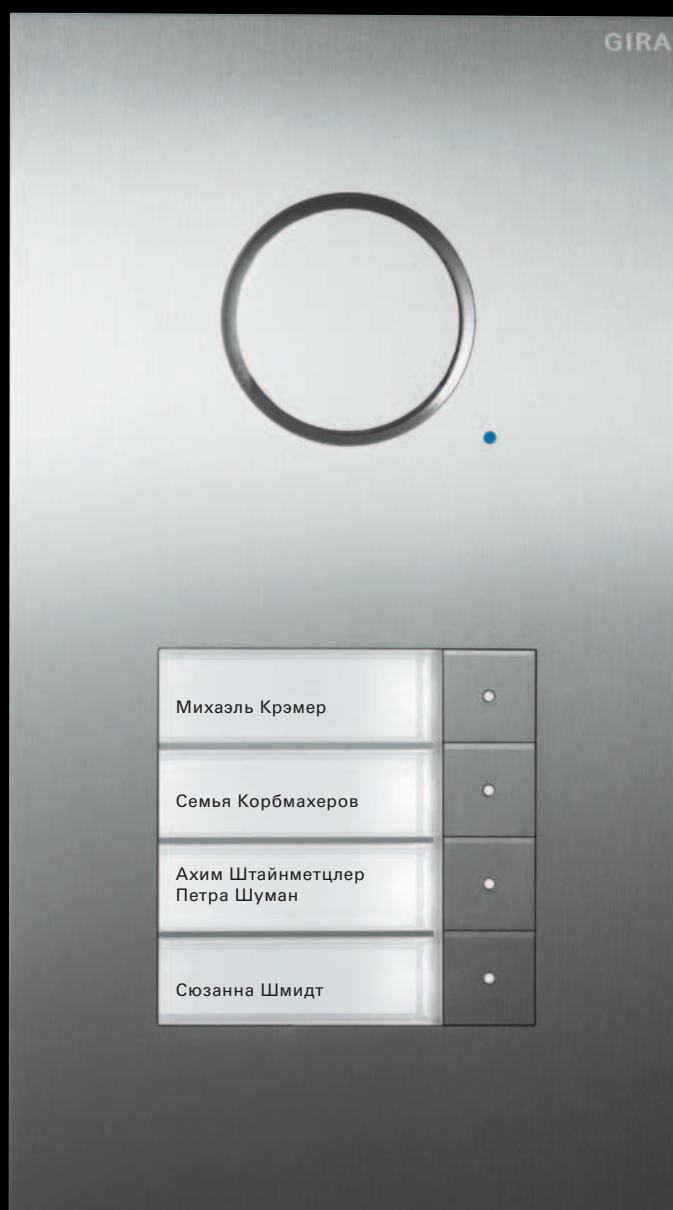 GIRA
Михаэль Крэмер
Семья Корбмахеров
Ахим Штайнметцлер
Петра Шуман
Сюзанна Шмидт